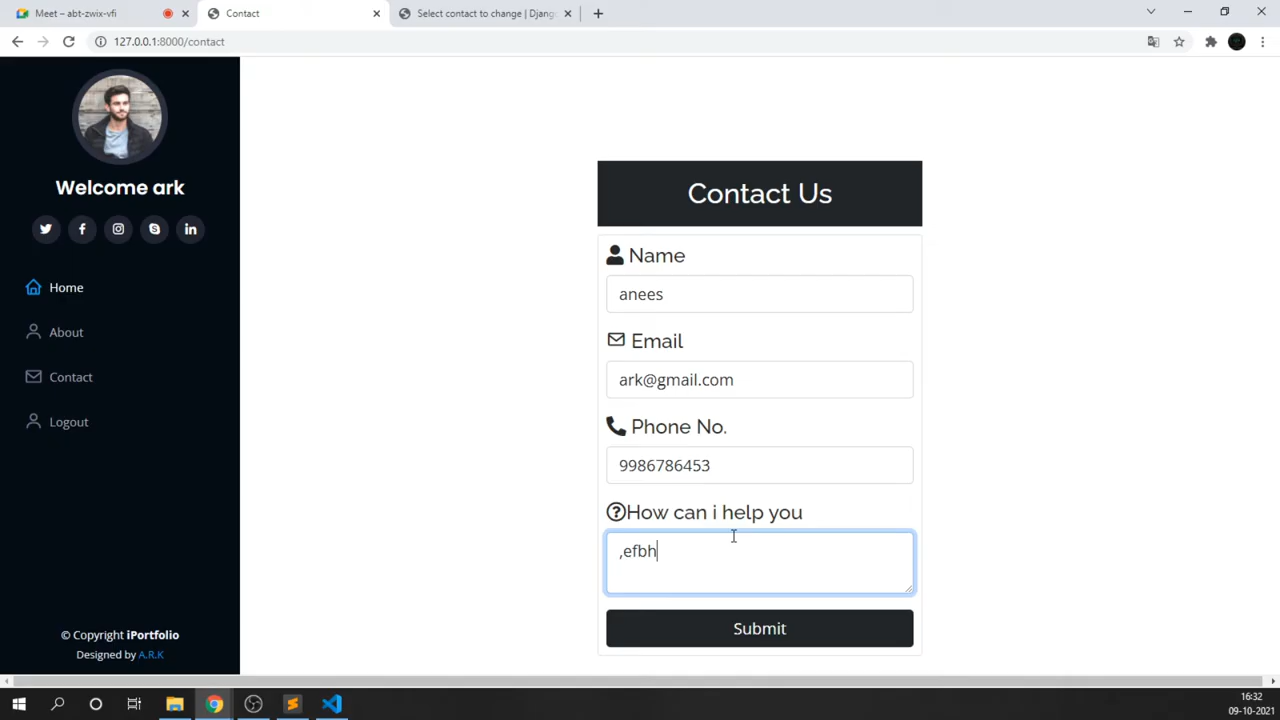 Meet – abt-zwix-vfi
Contact
Select contact to change | Djang
127.0.0.1:8000/contact
Welcome ark
Home
About
Contact
Logout
© Copyright iPortfolio
Designed by A.R.K
Contact Us
Name
anees
Email
ark@gmail.com
Phone No.
9986786453
How can i help you
,efbh
Submit
16:32
09-10-2021